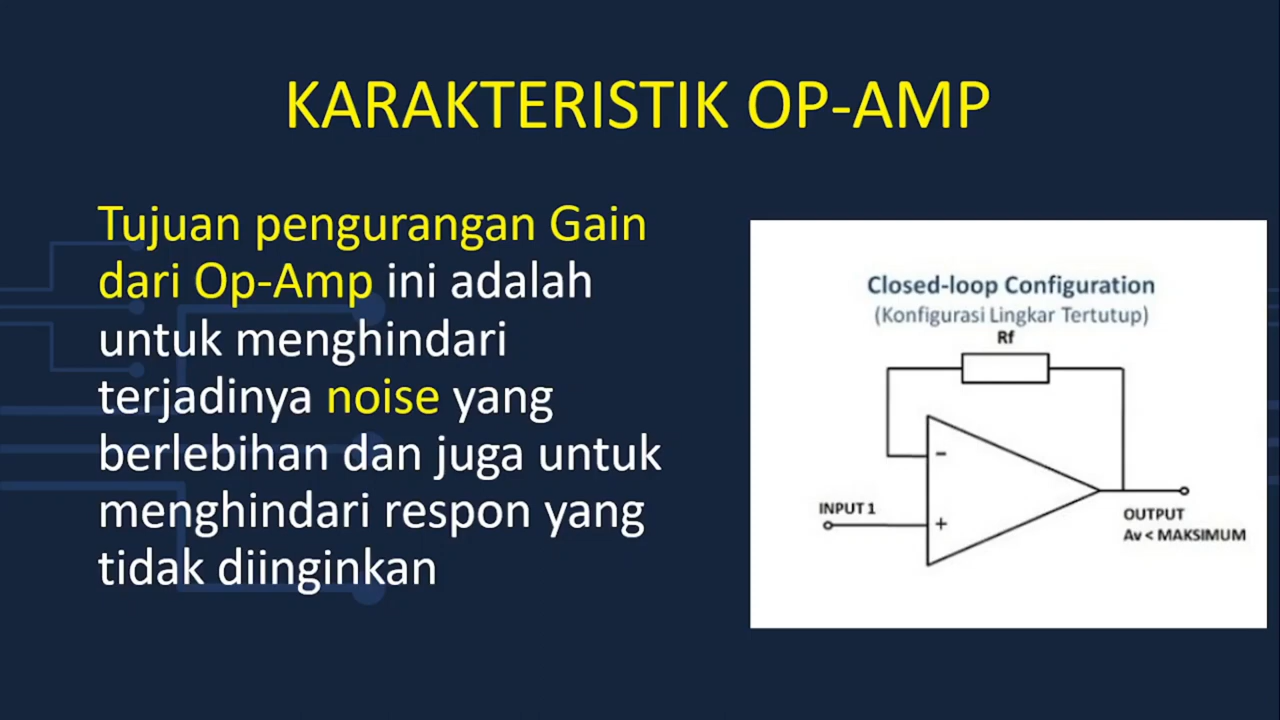 KARAKTERISTIK OP-AMP
Tujuan pengurangan Gain
dari Op-Amp ini adalah
untuk menghindari
terjadinya noise yang
berlebihan dan juga untuk
menghindari respon yang
tidak diinginkan
Closed-loop Configuration
(Konfigurasi Lingkar Tertutup)
Rf
−
INPUT 1
+
OUTPUT
Av < MAKSIMUM